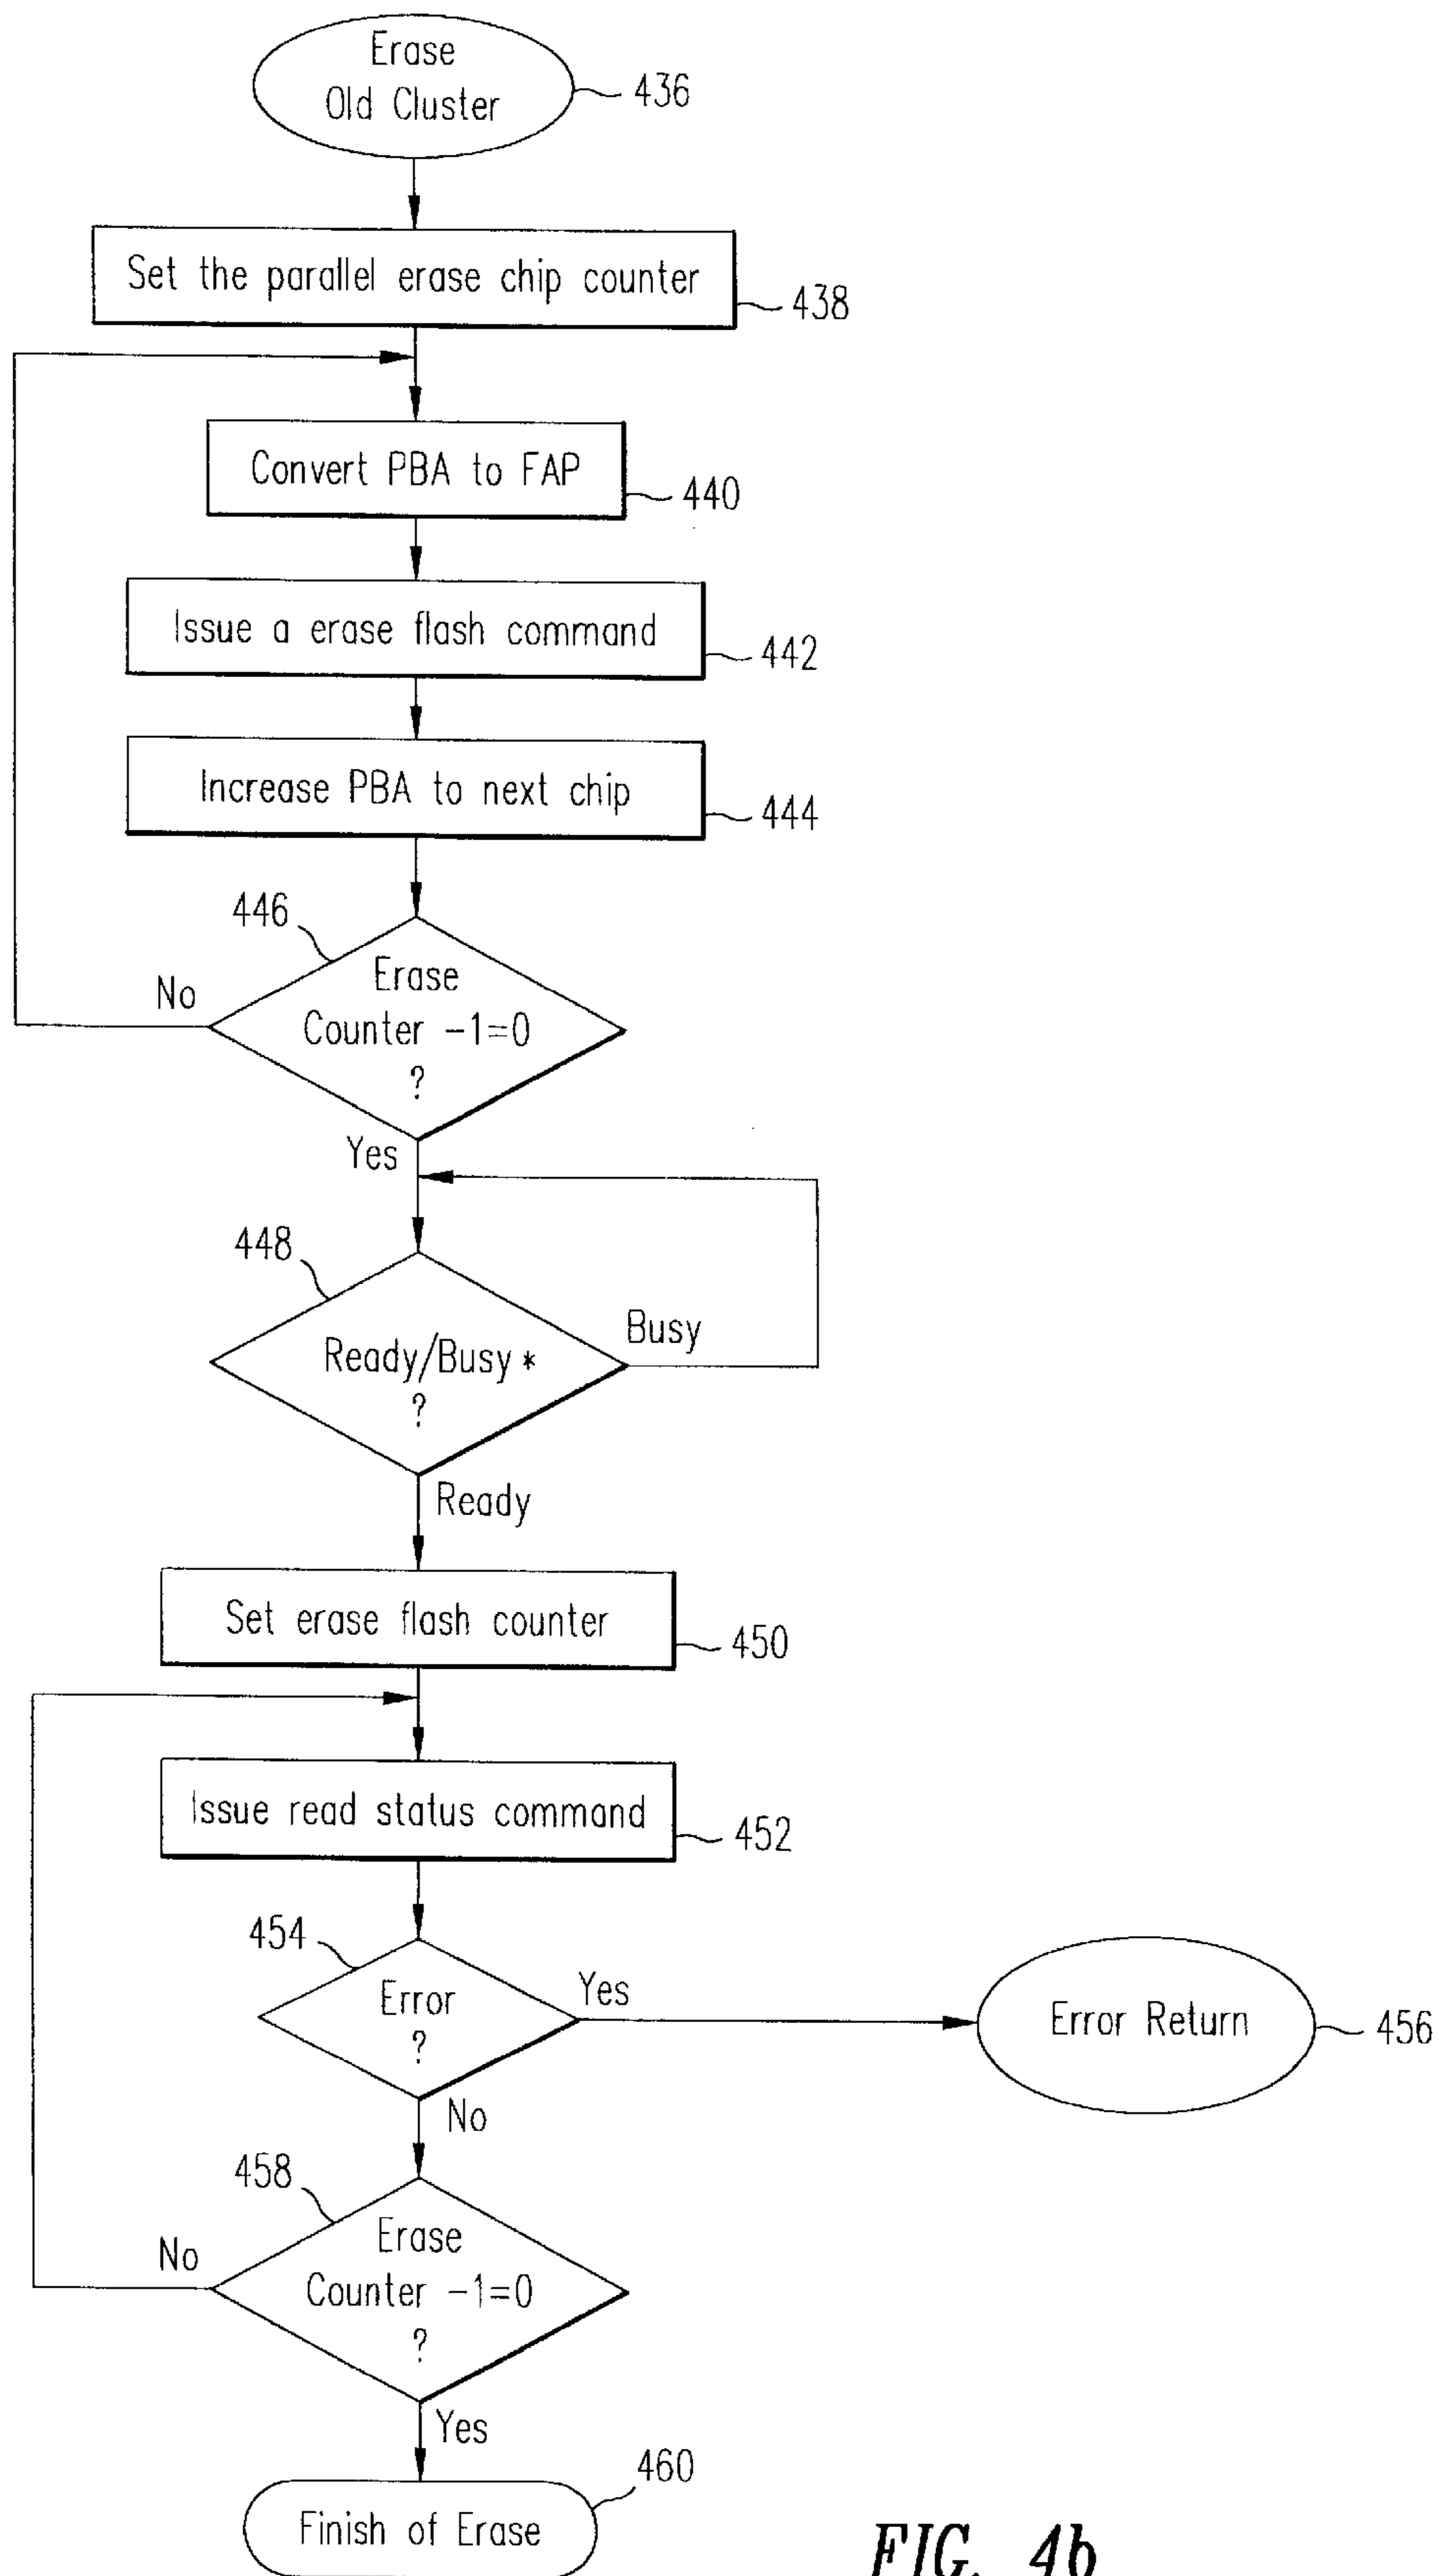 Erase
Old Cluster
436
Set the parallel erase chip counter
438
Convert PBA to FAP
440
Issue a erase flash command
442
Increase PBA to next chip
444
446
Erase
Counter -1=0
?
No
Yes
448
Ready/Busy *
?
Busy
Ready
Set erase flash counter
450
Issue read status command
452
454
Error
?
Yes
Error Return
456
No
458
Erase
Counter -1=0
?
No
Yes
460
Finish of Erase
FIG. 4b